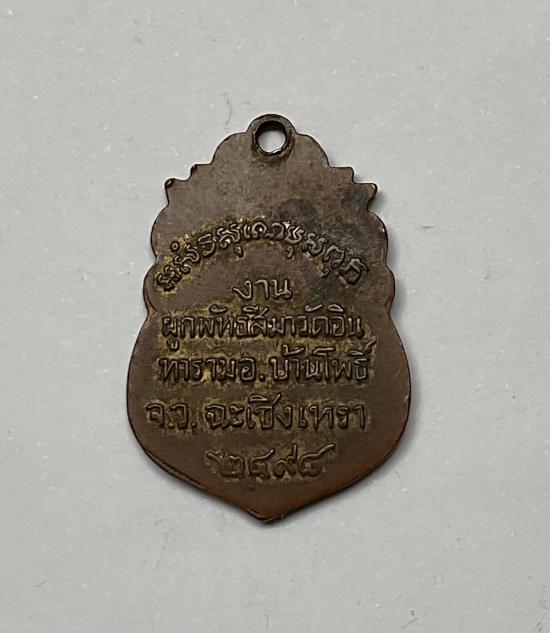 งาน
ผูกพัทธสีมาวัดอิน
ทารามอ.บ้านโพธิ์
จ.ว.ฉะเชิงเทรา
๒๔๙๘